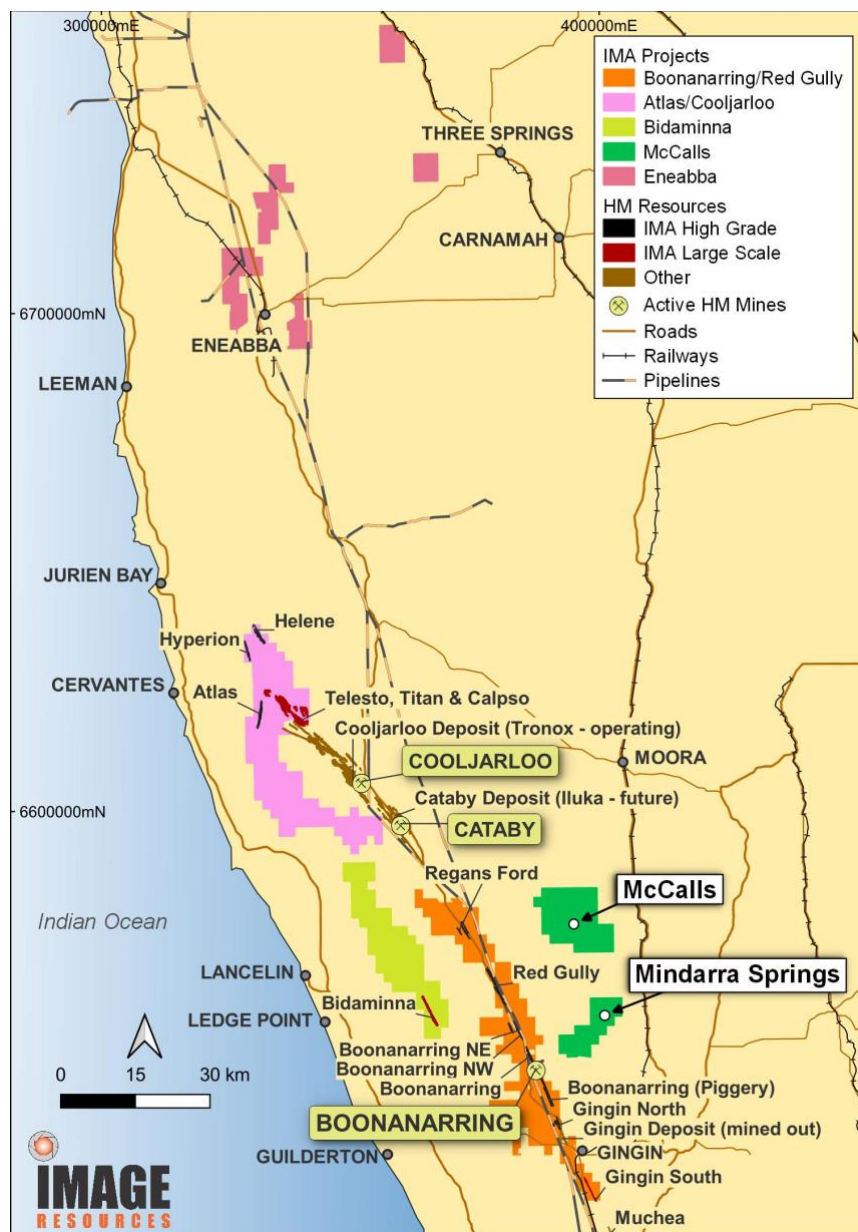 300000mE
400000mE
IMA Projects
Boonanarring/Red Gully
Atlas/Cooljarloo
Bidaminna
McCalls
Eneabba
HM Resources
IMA High Grade
IMA Large Scale
Other
Active HM Mines
Roads
Railways
Pipelines
THREE SPRINGS
CARNAMAH
6700000mN
ENEABBA
LEEMAN
JURIEN BAY
Helene
Hyperion
CERVANTES
Atlas
Telesto, Titan & Calpso
Cooljarloo Deposit (Tronox - operating)
COOLJARLOO
MOORA
Cataby Deposit (Iluka - future)
6600000mN
CATABY
Regans Ford
McCalls
Indian Ocean
LANCELIN
Red Gully
Mindarra Springs
Bidaminna
LEDGE POINT
Boonanarring NE
Boonanarring NW
Boonanarring
0 15 30 km
Boonanarring (Piggery)
Gingin North
BOONANARRING
Gingin Deposit (mined out)
GUILDERTON
GINGIN
Gingin South
Muchea
IMAGE
RESOURCES